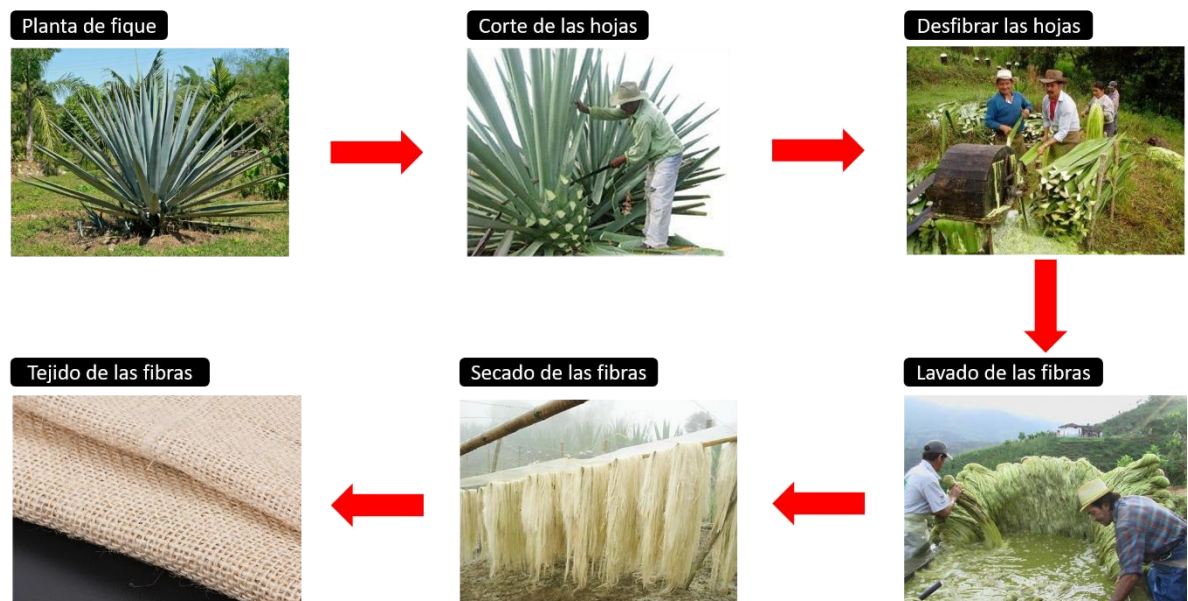 Planta de fique
Corte de las hojas
Desfibrar las hojas
Tejido de las fibras
Secado de las fibras
Lavado de las fibras